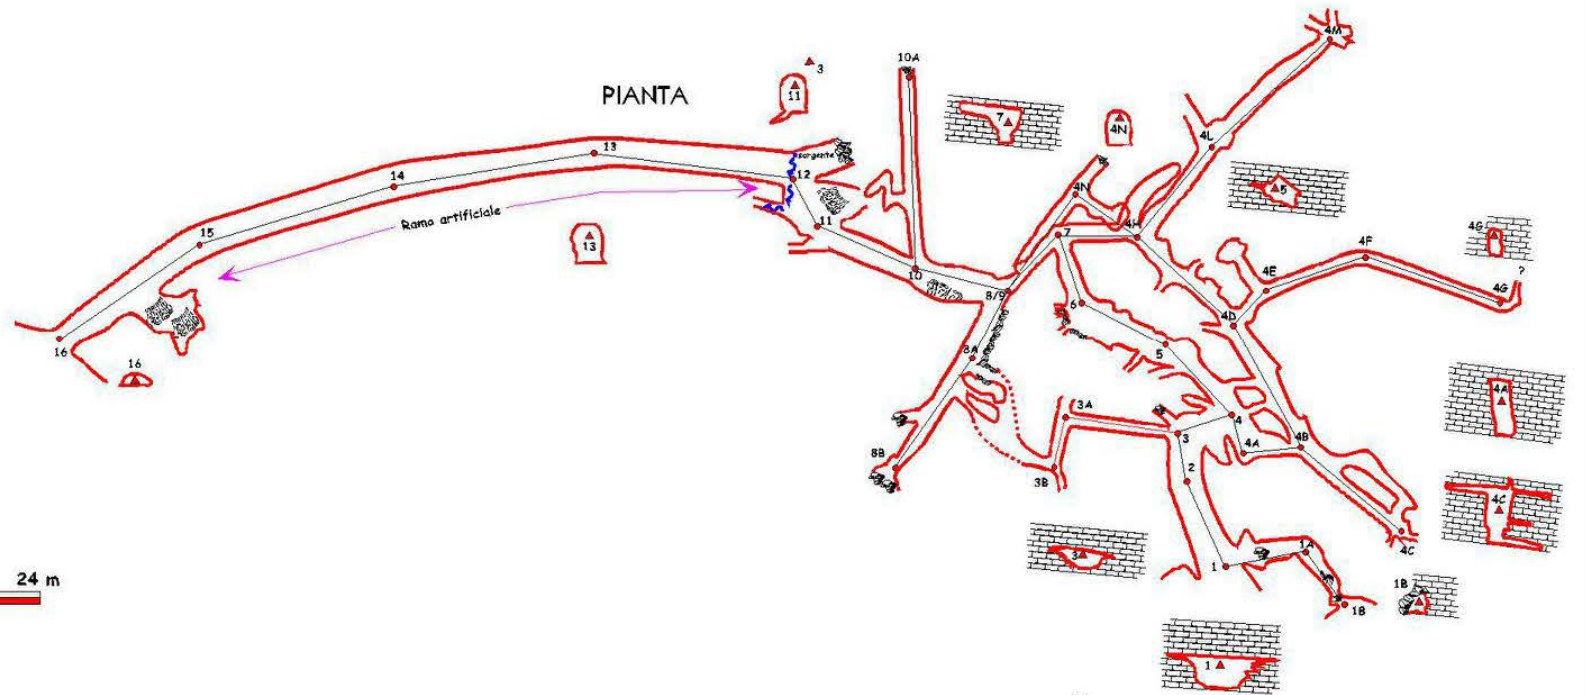 4M
10A
3
11
PIANTA
7
4N
4L
13
sorgente
14
12
4N
5
Ramo artificiale
11
4H
7
4G
15
13
4F
10
8/9
4E
?
4G
6
4D
16
8A
5
16
4A
3A
4
3
4A
4B
8B
2
3B
4C
3
1A
4C
24 m
1
1B
1B
1